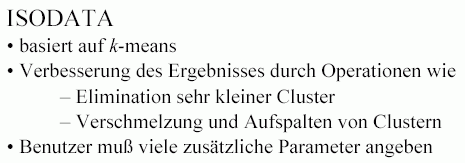 ISODATA
• basiert auf k-means
• Verbesserung des Ergebnisses durch Operationen wie
– Elimination sehr kleiner Cluster
– Verschmelzung und Aufspalten von Clustern
• Benutzer muß viele zusätzliche Parameter angeben